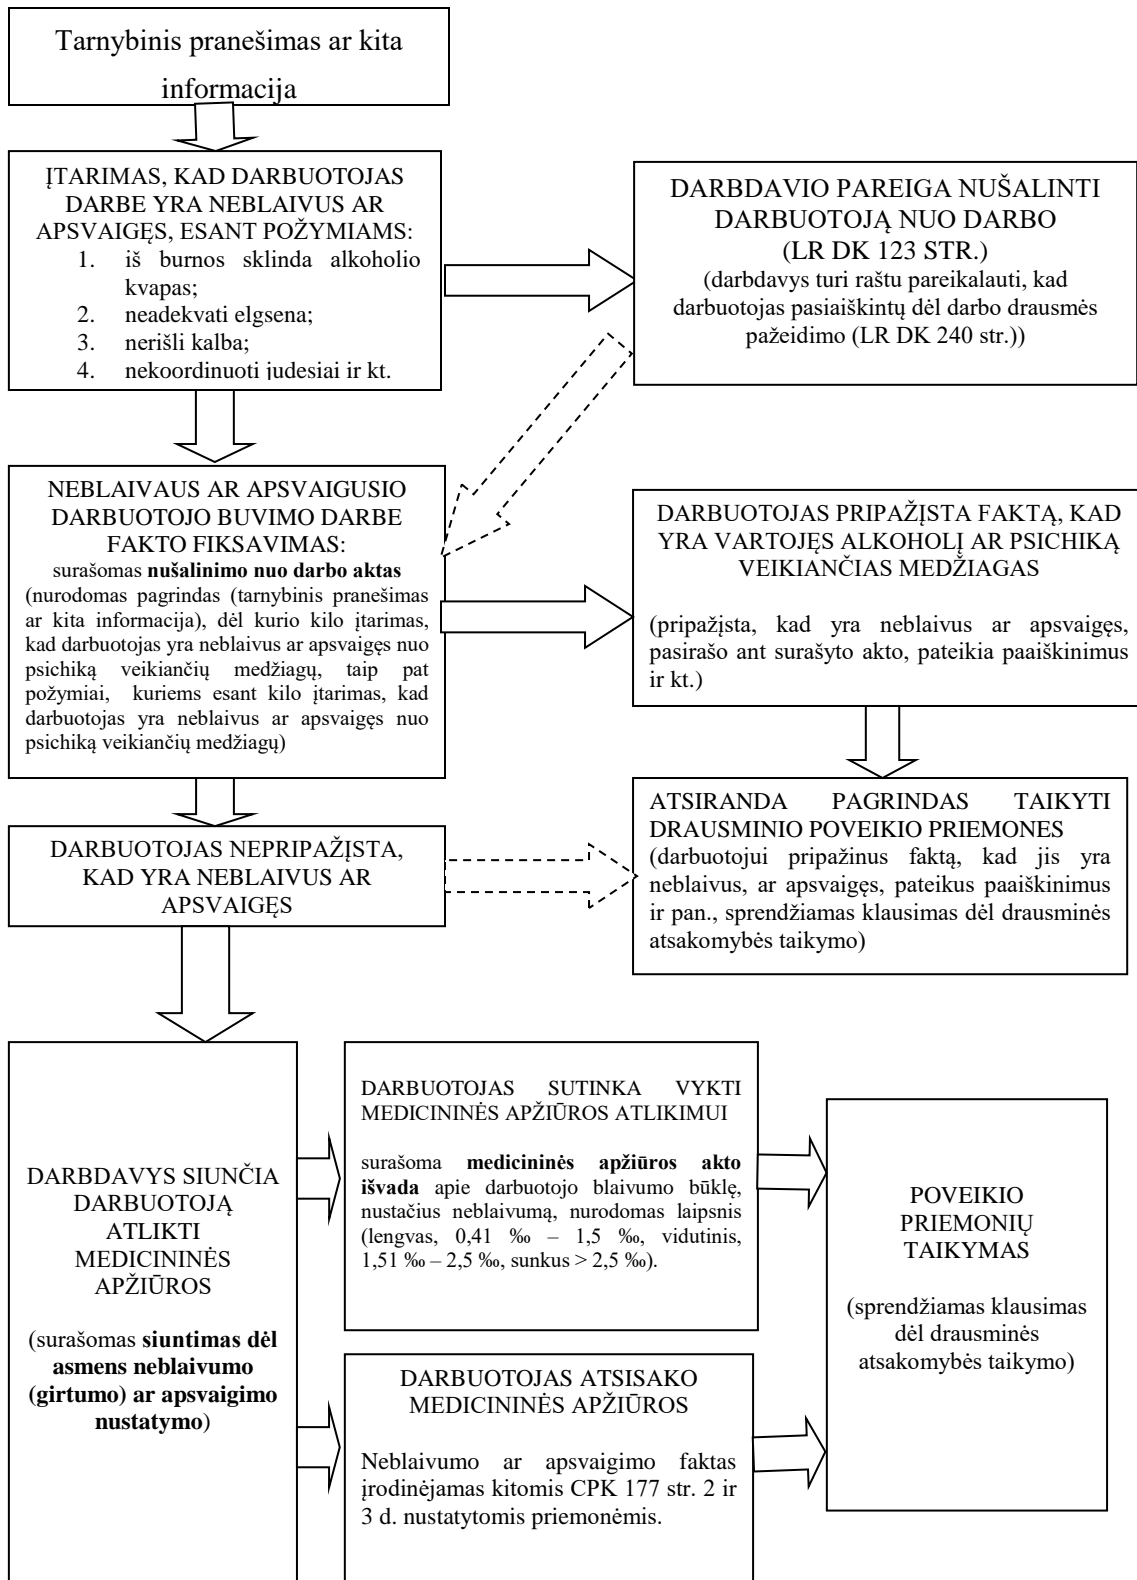 Tarnybinis pranešimas ar kita
informacija
ĮTARIMAS, KAD DARBUOTOJAS
DARBE YRA NEBLAIVUS AR
APSVAIGĘS, ESANT POŽYMIAMS:
1. iš burnos sklinda alkoholio
kvapas;
2. neadekvati elgsena;
3. nerišli kalba;
4. nekoordinuoti judesiai ir kt.
DARBDAVIO PAREIGA NUŠALINTI
DARBUOTOJĄ NUO DARBO
(LR DK 123 STR.)
(darbdavys turi raštu pareikalauti, kad
darbuotojas pasiaiškintų dėl darbo drausmės
pažeidimo (LR DK 240 str.))
NEBLAIVAUS AR APSVAIGUSIO
DARBUOTOJO BUVIMO DARBE
FAKTO FIKSAVIMAS:
surašomas nušalinimo nuo darbo aktas
(nurodomas pagrindas (tarnybinis pranešimas
ar kita informacija), dėl kurio kilo įtarimas,
kad darbuotojas yra neblaivus ar apsvaigęs nuo
psichiką veikiančių medžiagų, taip pat
požymiai, kuriems esant kilo įtarimas, kad
darbuotojas yra neblaivus ar apsvaigęs nuo
psichiką veikiančių medžiagų)
DARBUOTOJAS PRIPAŽĮSTA FAKTĄ, KAD
YRA VARTOJĘS ALKOHOLĮ AR PSICHIKĄ
VEIKIANČIAS MEDŽIAGAS
(pripažįsta, kad yra neblaivus ar apsvaigęs,
pasirašo ant surašyto akto, pateikia paaiškinimus
ir kt.)
DARBUOTOJAS NEPRIPAŽĮSTA,
KAD YRA NEBLAIVUS AR
APSVAIGĘS
ATSIRANDA PAGRINDAS TAIKYTI
DRAUSMINIO POVEIKIO PRIEMONES
(darbuotojui pripažinus faktą, kad jis yra
neblaivus, ar apsvaigęs, pateikus paaiškinimus
ir pan., sprendžiamas klausimas dėl drausminės
atsakomybės taikymo)
DARBDAVYS SIUNČIA
DARBUOTOJĄ
ATLIKTI
MEDICININĖS
APŽIŪROS
(surašomas siuntimas dėl
asmens neblaivumo
(girtumo) ar apsvaigimo
nustatymo)
DARBUOTOJAS SUTINKA VYKTI
MEDICININĖS APŽIŪROS ATLIKIMUI
surašoma medicininės apžiūros akto
išvada apie darbuotojo blaivumo būklę,
nustačius neblaivumą, nurodomas laipsnis
(lengvas, 0,41 ‰ – 1,5 ‰, vidutinis,
1,51 ‰ – 2,5 ‰, sunkus > 2,5 ‰).
DARBUOTOJAS ATSISAKO
MEDICININĖS APŽIŪROS
Neblaivumo ar apsvaigimo faktas
įrodinėjamas kitomis CPK 177 str. 2 ir
3 d. nustatytomis priemonėmis.
POVEIKIO
PRIEMONIŲ
TAIKYMAS
(sprendžiamas klausimas
dėl drausminės
atsakomybės taikymo)